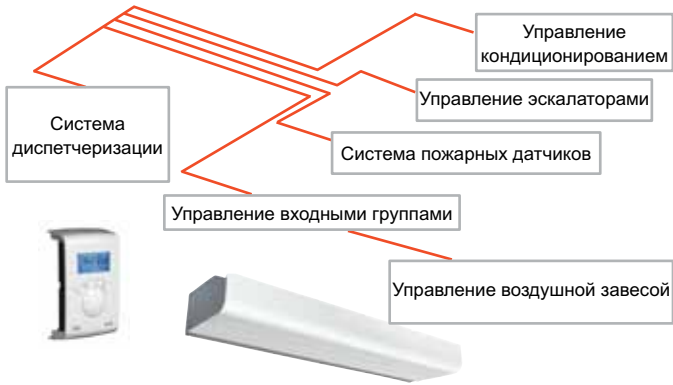 Управление
кондиционированием
Управление эскалаторами
Система
диспетчеризации
Система пожарных датчиков
Управление входными группами
Управление воздушной завесой